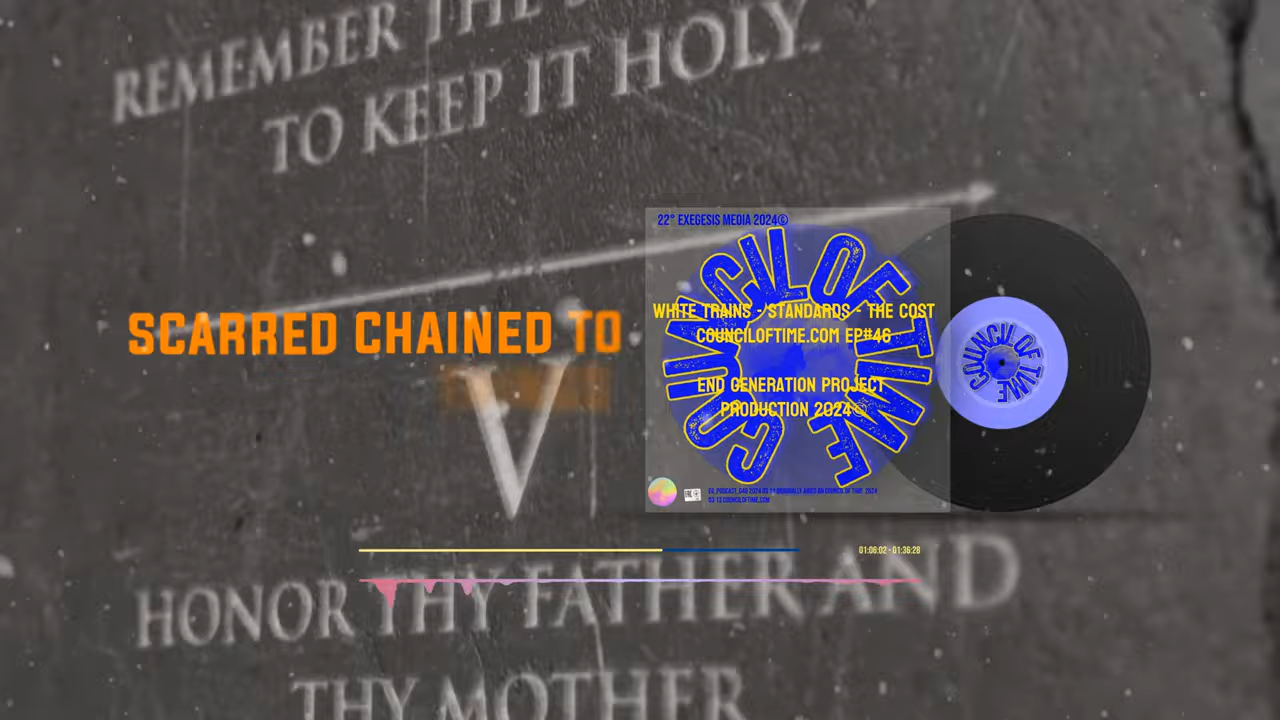 REMEMBER THE
TO KEEP IT HOLY.
22° EXEGESIS MEDIA 2024©
COUNCIL OF TIME
WHITE TRAINS - STANDARDS - THE COST
COUNCILOFTIME.COM EP#46
END GENERATION PROJECT
PRODUCTION 2024©
COUNCIL OF TIME
SCARRED CHAINED TO
V
01:06:02 - 01:36:28
HONOR THY FATHER AND
THY MOTHER